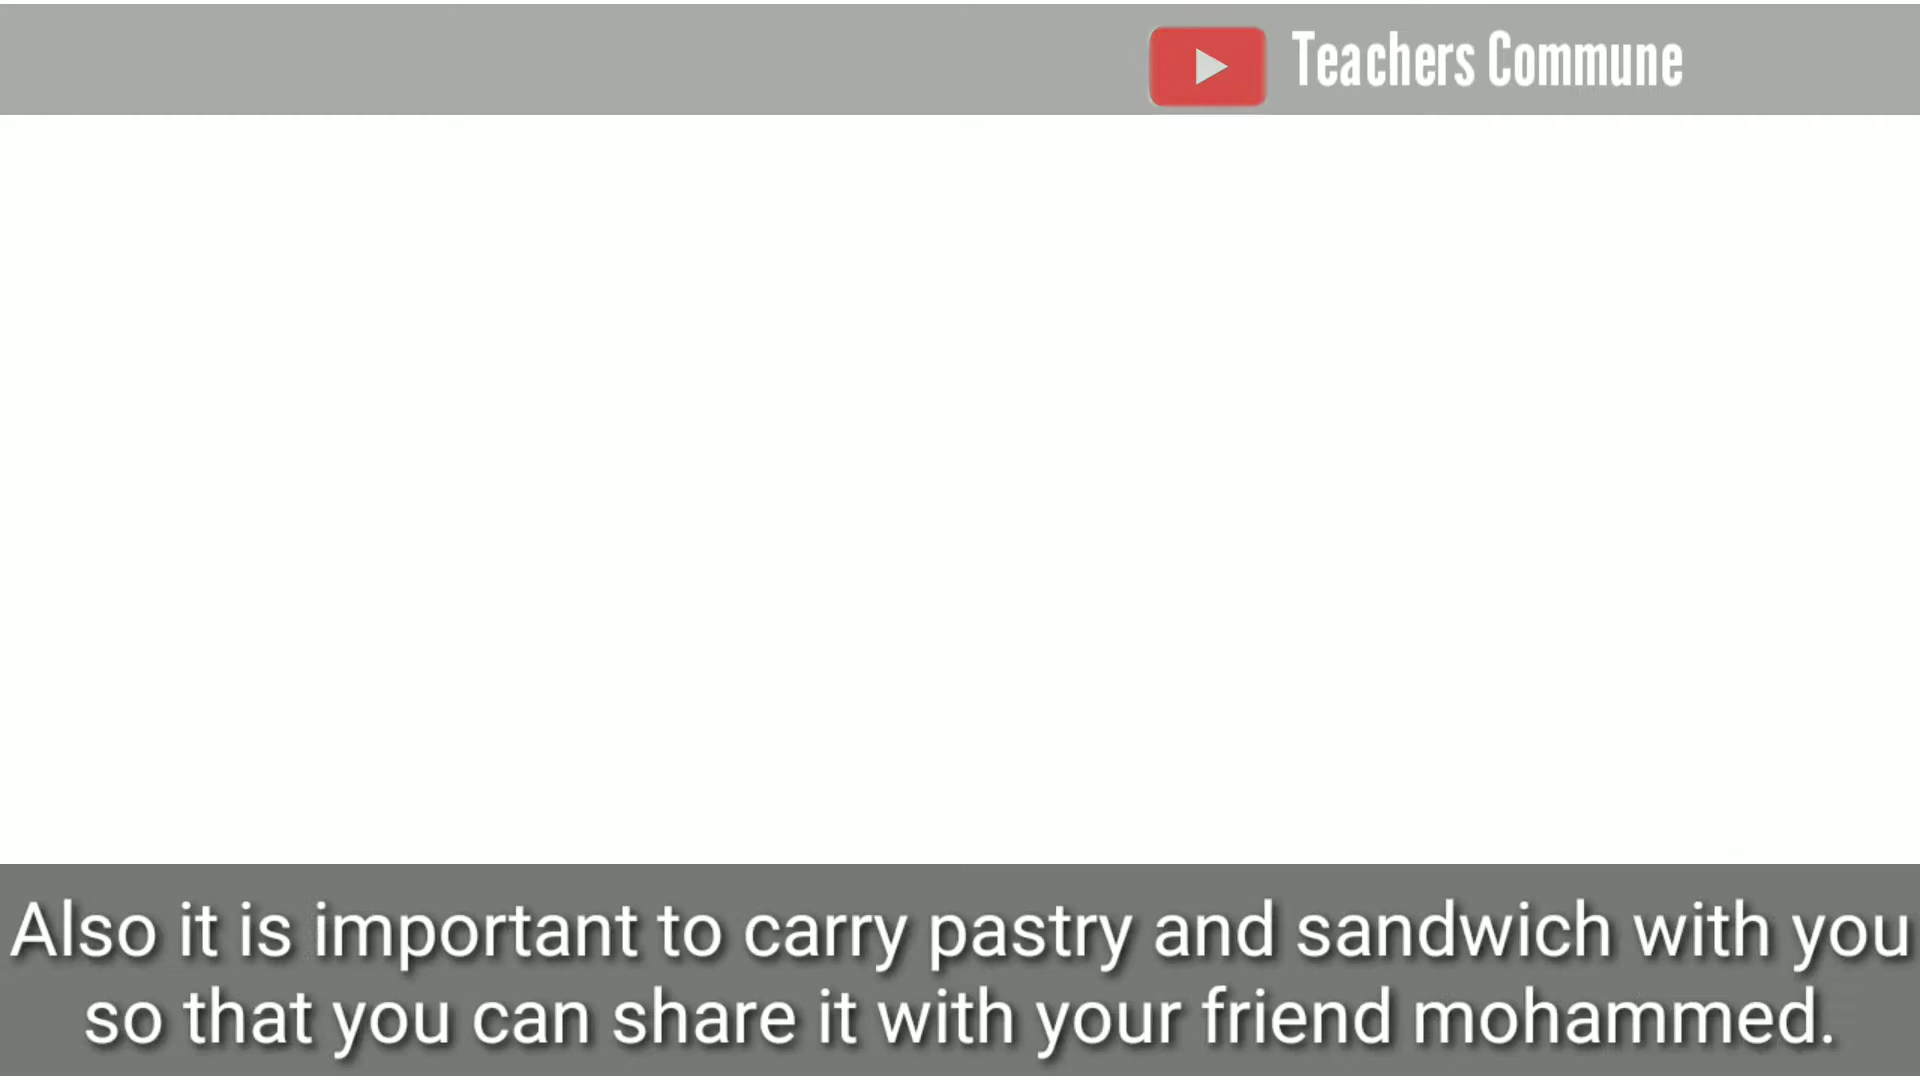 Teachers Commune
Also it is important to carry pastry and sandwich with you
so that you can share it with your friend mohammed.